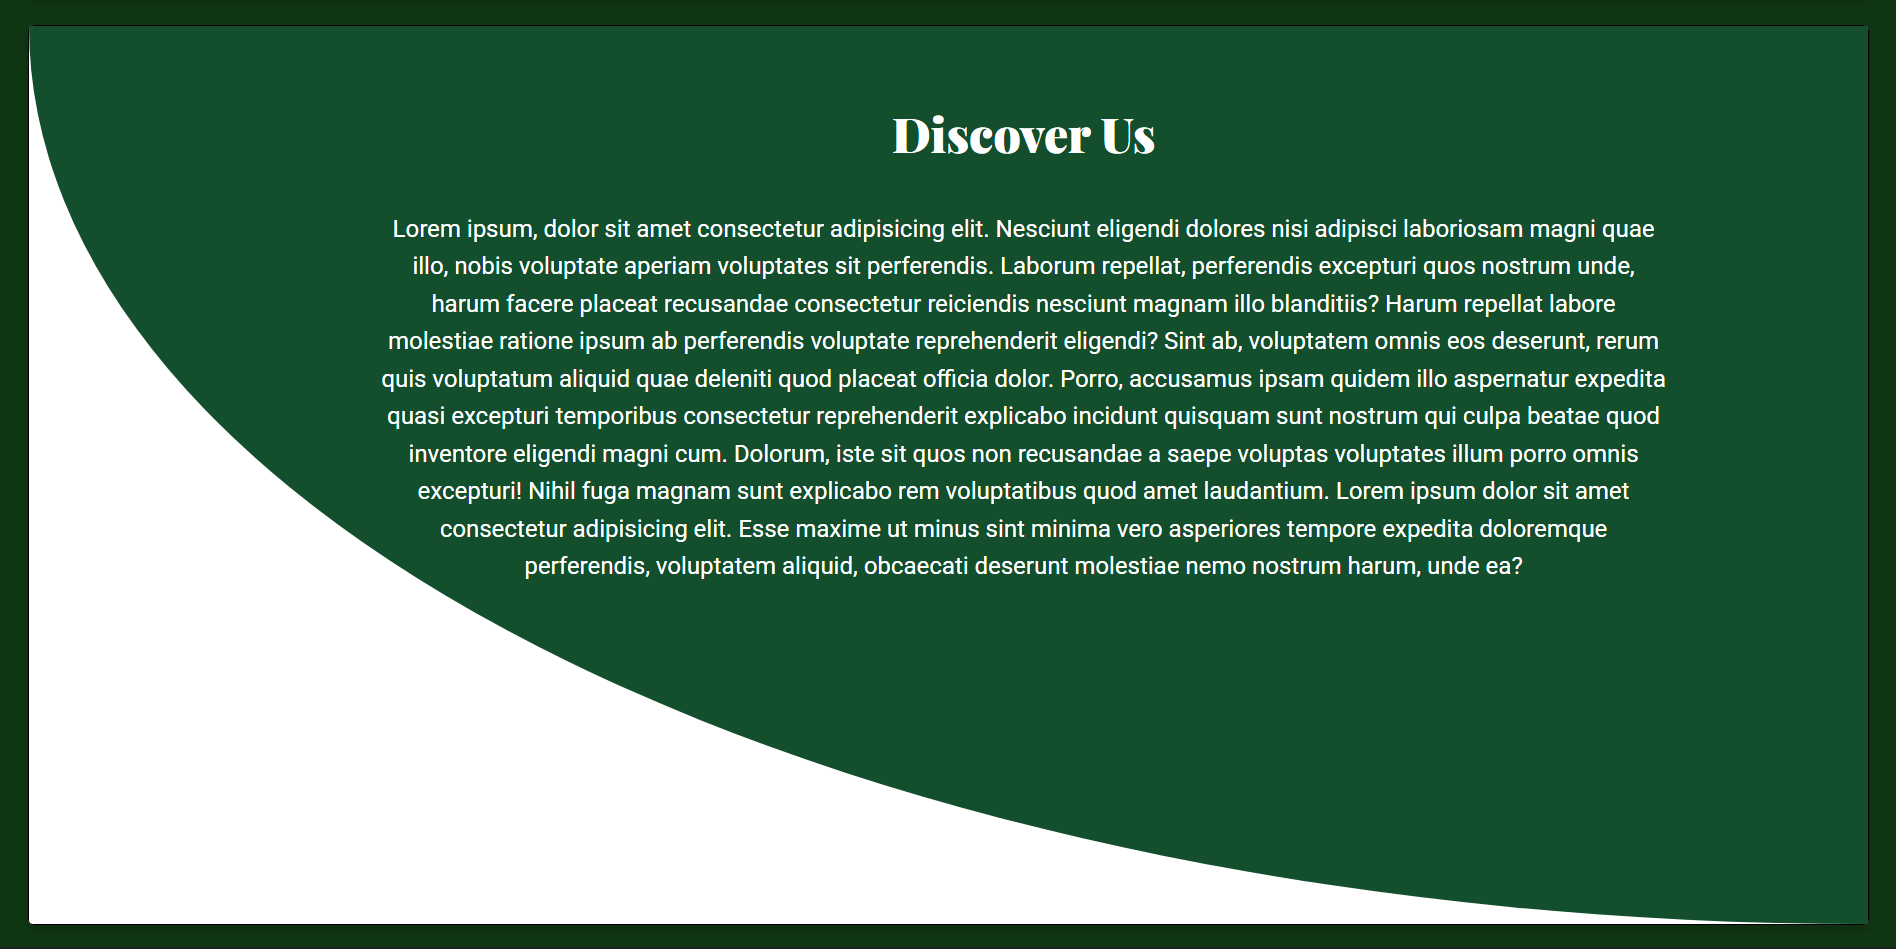 Discover Us
Lorem ipsum, dolor sit amet consectetur adipisicing elit. Nesciunt eligendi dolores nisi adipisci laboriosam magni quae
illo, nobis voluptate aperiam voluptates sit perferendis. Laborum repellat, perferendis excepturi quos nostrum unde,
harum facere placeat recusandae consectetur reiciendis nesciunt magnam illo blanditiis? Harum repellat labore
molestiae ratione ipsum ab perferendis voluptate reprehenderit eligendi? Sint ab, voluptatem omnis eos deserunt, rerum
quis voluptatum aliquid quae deleniti quod placeat officia dolor. Porro, accusamus ipsam quidem illo aspernatur expedita
quasi excepturi temporibus consectetur reprehenderit explicabo incidunt quisquam sunt nostrum qui culpa beatae quod
inventore eligendi magni cum. Dolorum, iste sit quos non recusandae a saepe voluptas voluptates illum porro omnis
excepturi! Nihil fuga magnam sunt explicabo rem voluptatibus quod amet laudantium. Lorem ipsum dolor sit amet
consectetur adipisicing elit. Esse maxime ut minus sint minima vero asperiores tempore expedita doloremque
perferendis, voluptatem aliquid, obcaecati deserunt molestiae nemo nostrum harum, unde ea?